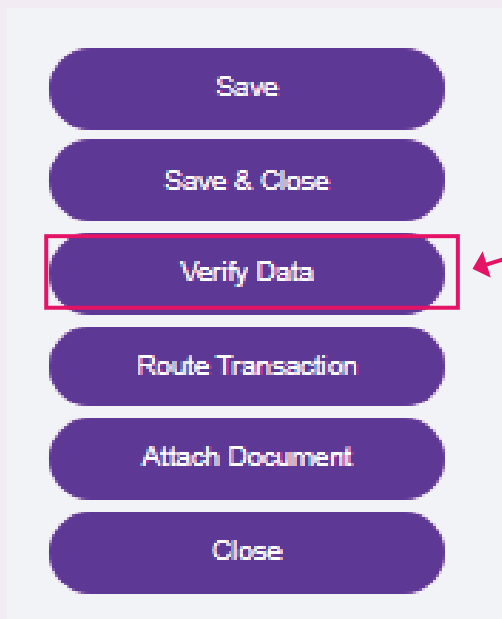 Save
Save & Close
Verify Data
Route Transaction
Attach Document
Close